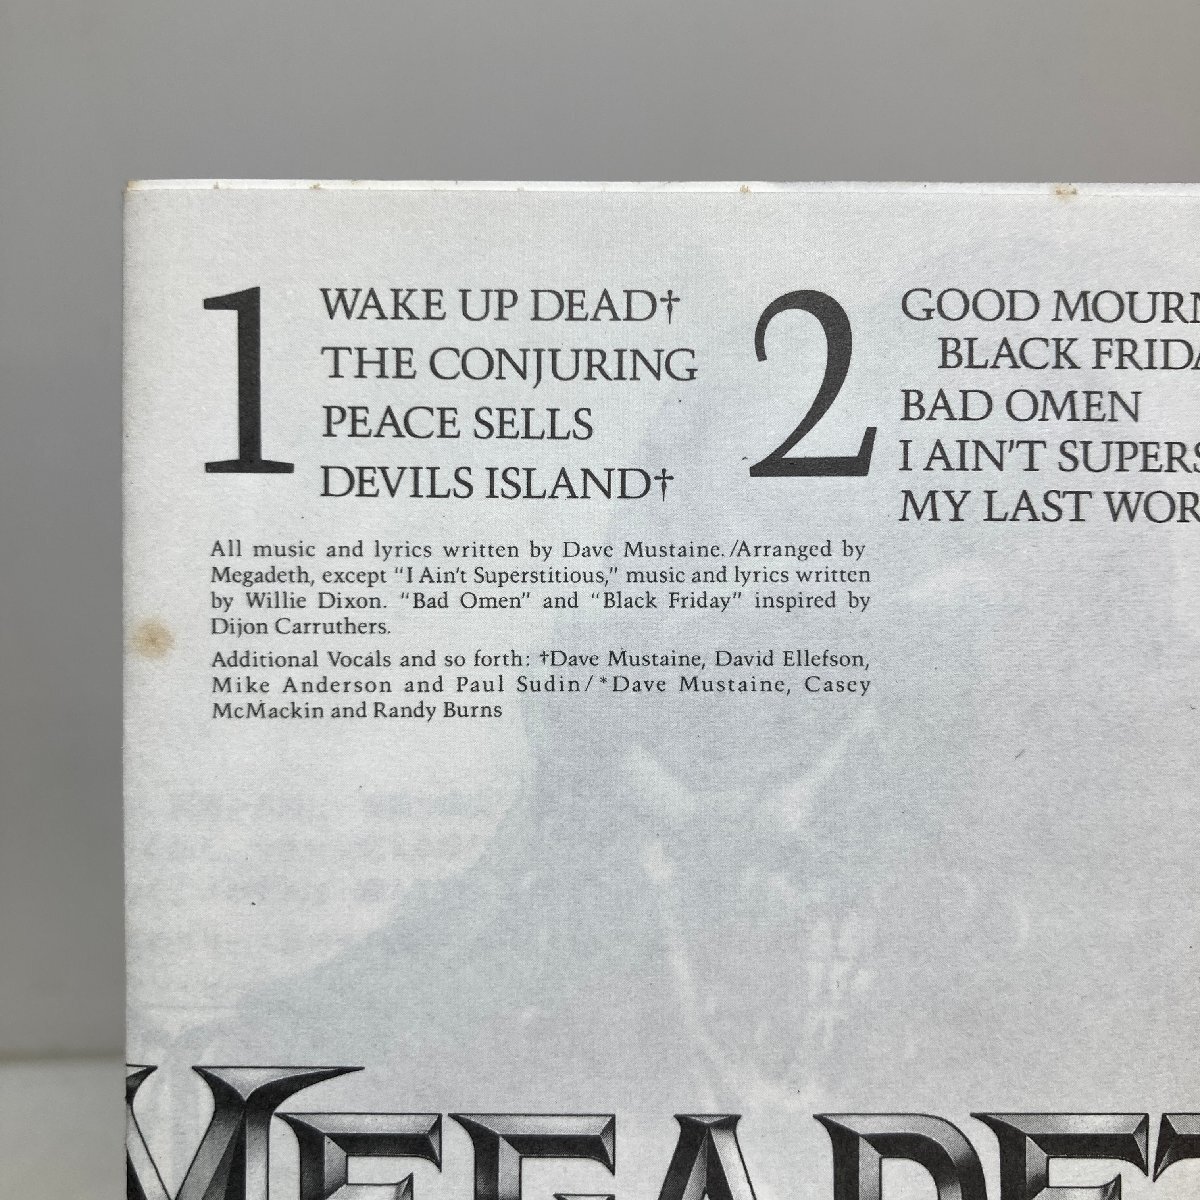 1
WAKE UP DEAD†
THE CONJURING
PEACE SELLS
DEVILS ISLAND†
2
GOOD MOURN
BLACK FRIDA
BAD OMEN
I AIN'T SUPERS
MY LAST WOR
All music and lyrics written by Dave Mustaine./Arranged by
Megadeth, except “I Ain't Superstitious,” music and lyrics written
by Willie Dixon. “Bad Omen” and “Black Friday” inspired by
Dijon Carruthers.
Additional Vocals and so forth: †Dave Mustaine, David Ellefson,
Mike Anderson and Paul Sudin/*Dave Mustaine, Casey
McMackin and Randy Burns
MEGADET